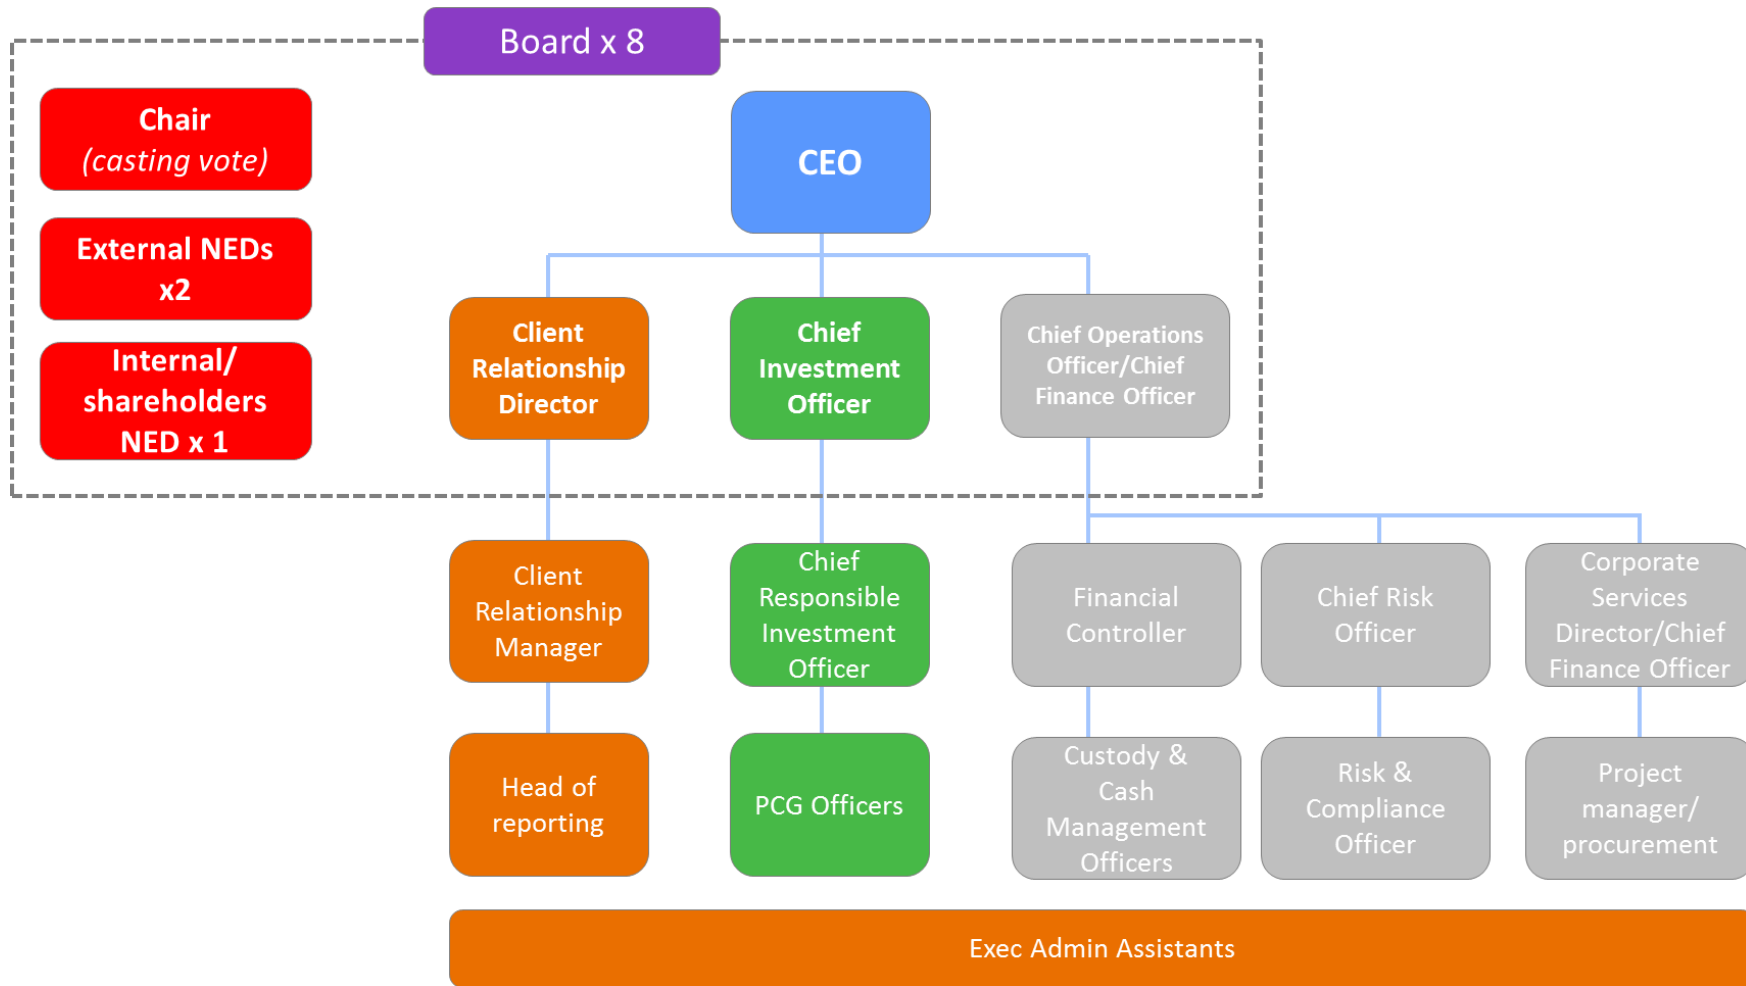 Board x 8
Chair
(casting vote)
External NEDs
x2
Internal/
shareholders
NED x 1
CEO
Client
Relationship
Director
Chief
Investment
Officer
Chief Operations
Officer/Chief
Finance Officer
Client
Relationship
Manager
Chief
Responsible
Investment
Officer
Financial
Controller
Chief Risk
Officer
Corporate
Services
Director/Chief
Finance Officer
Head of
reporting
PCG Officers
Custody &
Cash
Management
Officers
Risk &
Compliance
Officer
Project
manager/
procurement
Exec Admin Assistants